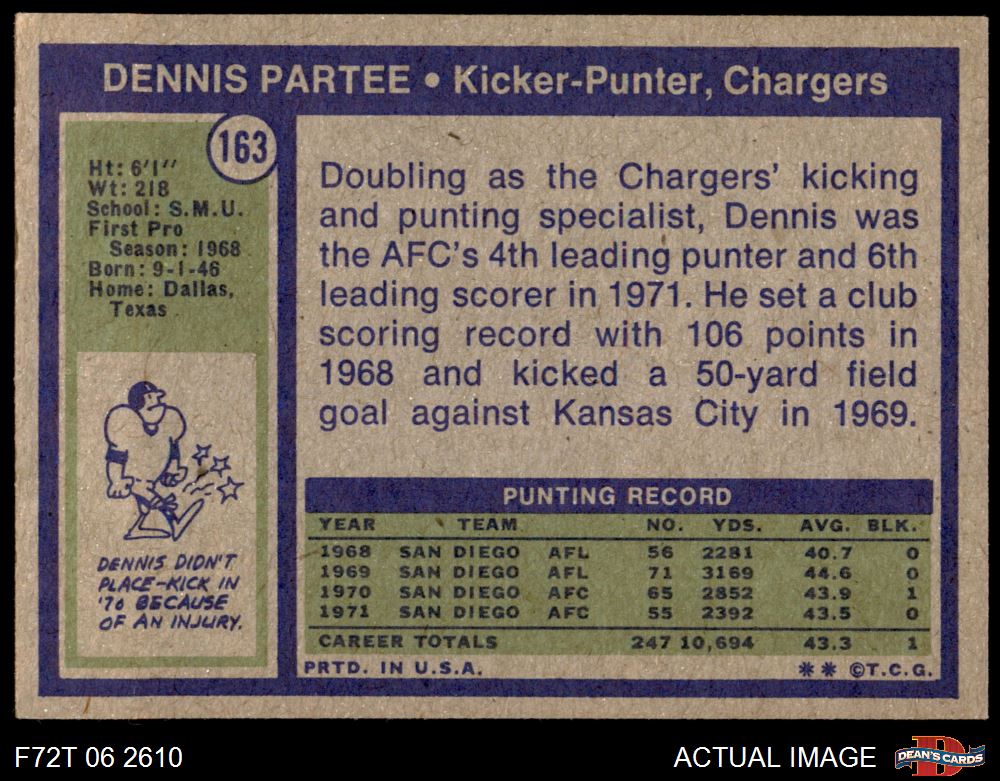 DENNIS PARTEE • Kicker-Punter, Chargers
163
Ht: 6'1''
Wt: 218
School: S.M.U.
First Pro
Season: 1968
Born: 9-1-46
Home: Dallas,
Texas
DENNIS DIDN'T
PLACE-KICK IN
'70 BECAUSE
OF AN INJURY.
Doubling as the Chargers' kicking
and punting specialist, Dennis was
the AFC's 4th leading punter and 6th
leading scorer in 1971. He set a club
scoring record with 106 points in
1968 and kicked a 50-yard field
goal against Kansas City in 1969.
PUNTING RECORD
YEAR TEAM NO. YDS. AVG. BLK.
1968 SAN DIEGO AFL 56 2281 40.7 0
1969 SAN DIEGO AFL 71 3169 44.6 0
1970 SAN DIEGO AFC 65 2852 43.9 1
1971 SAN DIEGO AFC 55 2392 43.5 0
CAREER TOTALS 247 10,694 43.3 1
PRTD. IN U.S.A. ** ©T.C.G.
F72T 06 2610 ACTUAL IMAGE
D
DEAN'S CARDS